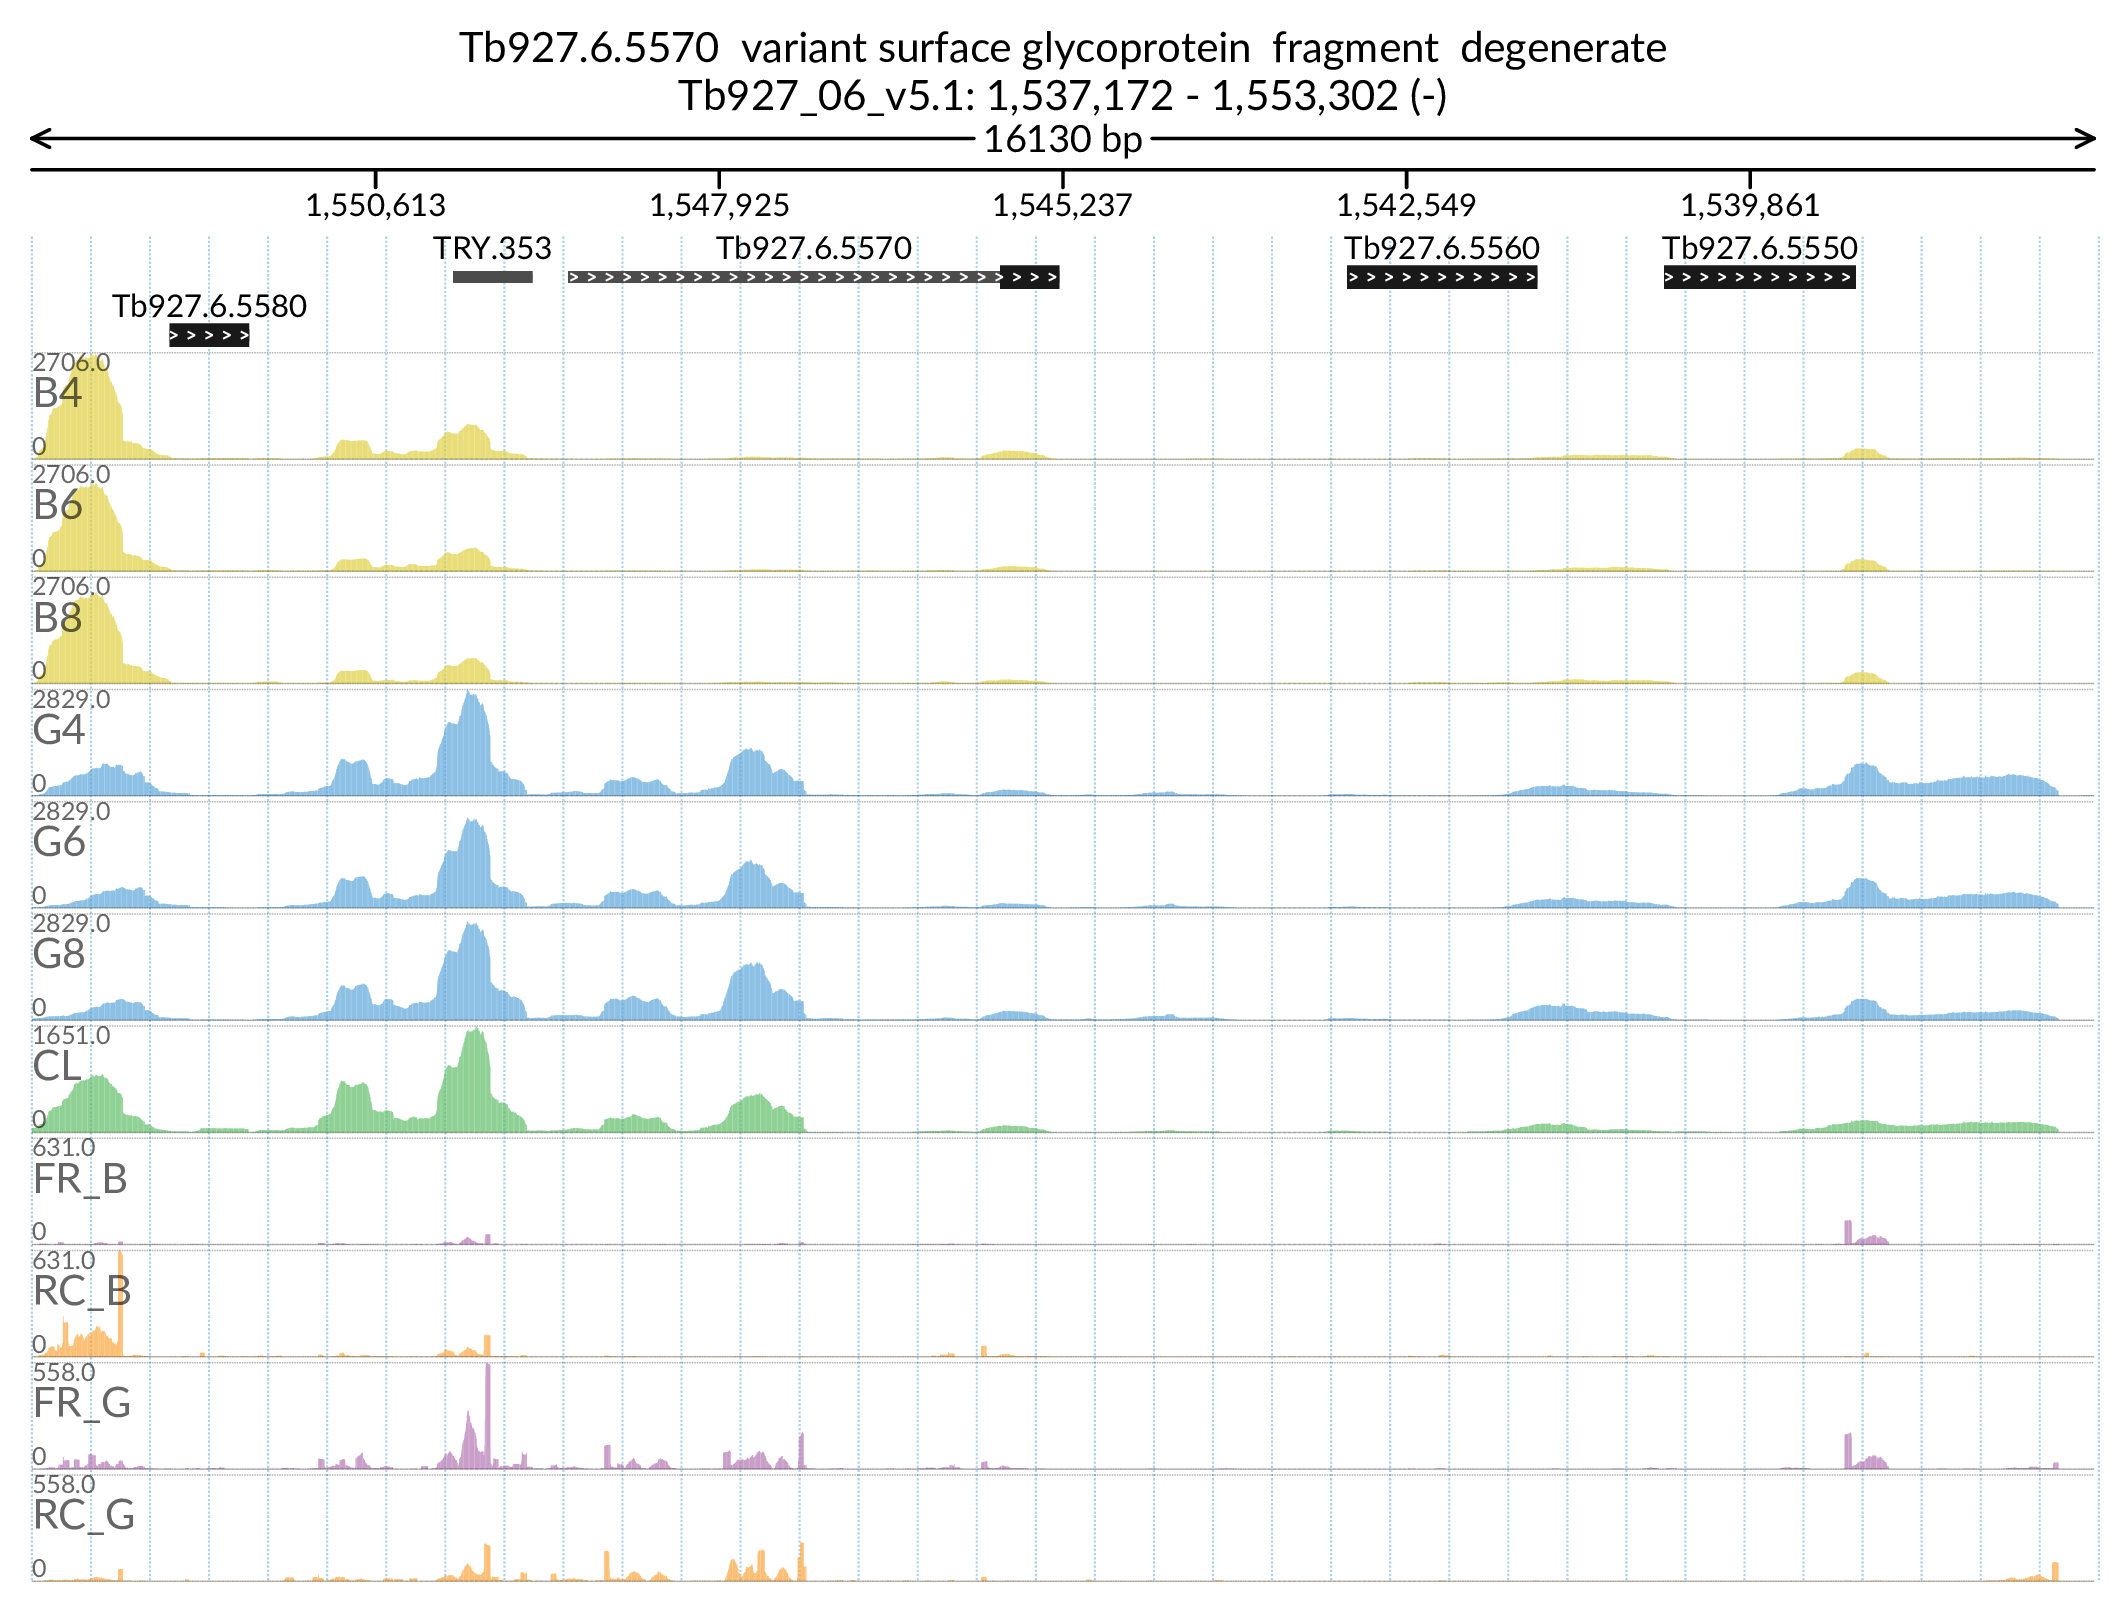 Tb927.6.5570 variant surface glycoprotein fragment degenerate
Tb927_06_v5.1: 1,537,172 - 1,553,302 (-)
16130 bp
1,550,613 1,547,925 1,545,237 1,542,549 1,539,861
TRY.353 Tb927.6.5570 Tb927.6.5560 Tb927.6.5550
Tb927.6.5580
2706.0
B4
0
2706.0
B6
0
2706.0
B8
0
2829.0
G4
0
2829.0
G6
0
2829.0
G8
0
1651.0
CL
0
631.0
FR_B
0
631.0
RC_B
0
558.0
FR_G
0
558.0
RC_G
0